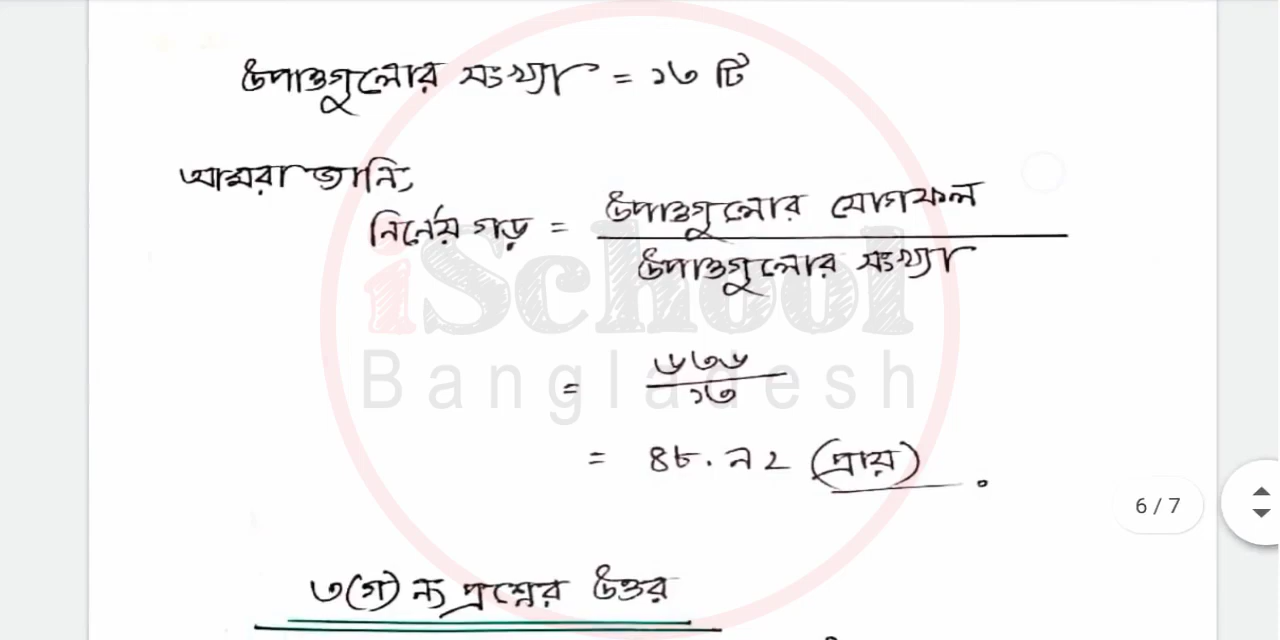 উপাত্তগুলোর সংখ্যা = ১৩ টি
আমরা জানি,
নির্ণেয় গড় = উপাত্তগুলোর যোগফল
উপাত্তগুলোর সংখ্যা
iSchool
= ৬৩৬
১৩
Bangladesh
= ৪৮.৯২ (প্রায়)
6 / 7
৩(গ) নং প্রশ্নের উত্তর